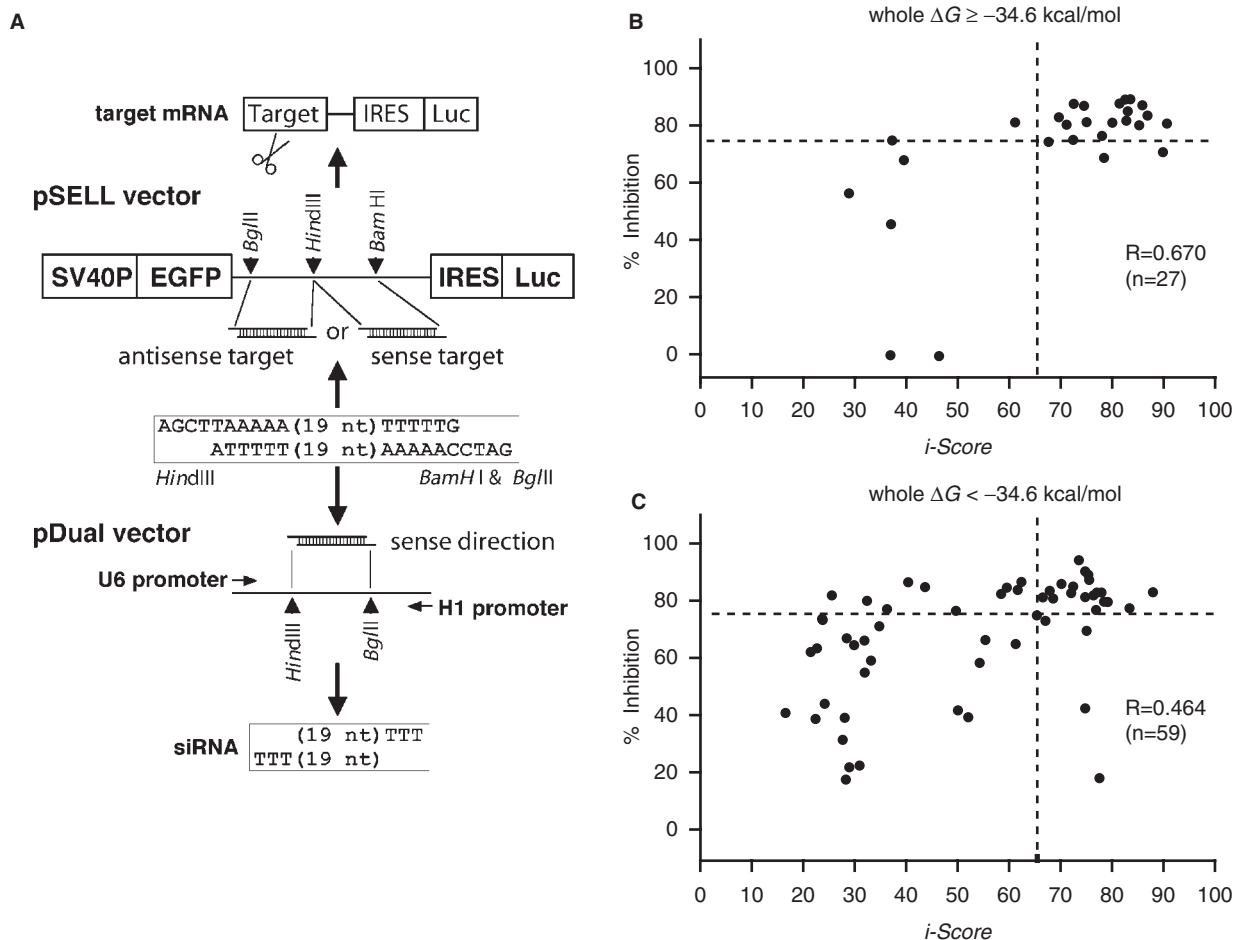 A
target mRNA
Target
IRES
Luc
pSELL vector
BglII
HindIII
Bam HI
SV40P
EGFP
IRES
Luc
antisense target
or
sense target
AGCTTAAAAA(19 nt)TTTTTG
ATTTTT(19 nt)AAAAACCTAG
HindIII
BamH I & BglII
pDual vector
sense direction
U6 promoter
H1 promoter
HindIII
BglII
siRNA
(19 nt)TTT
TTT(19 nt)
B
whole ΔG ≥ −34.6 kcal/mol
% Inhibition
100
80
60
40
20
0
R=0.670
(n=27)
0 10 20 30 40 50 60 70 80 90 100
i-Score
C
whole ΔG < −34.6 kcal/mol
% Inhibition
100
80
60
40
20
0
R=0.464
(n=59)
0 10 20 30 40 50 60 70 80 90 100
i-Score